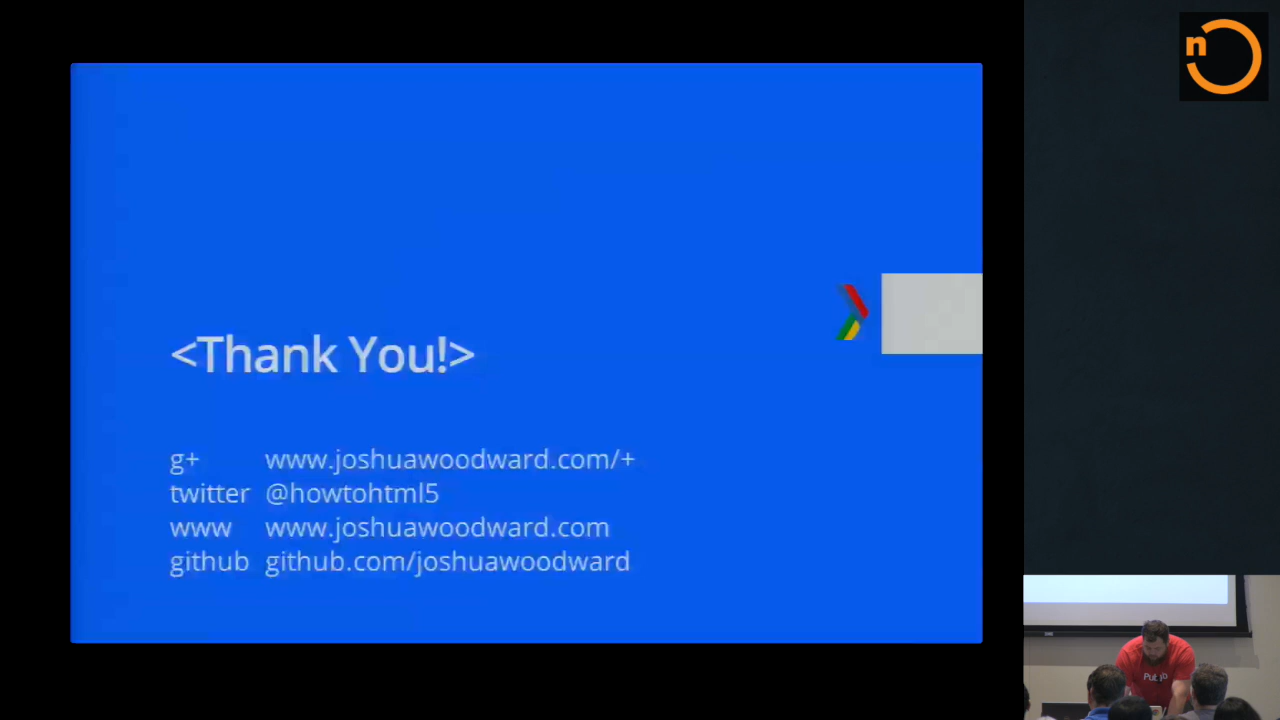 n
<Thank You!>
g+ www.joshuawoodward.com/+
twitter @howtohtml5
www www.joshuawoodward.com
github github.com/joshuawoodward